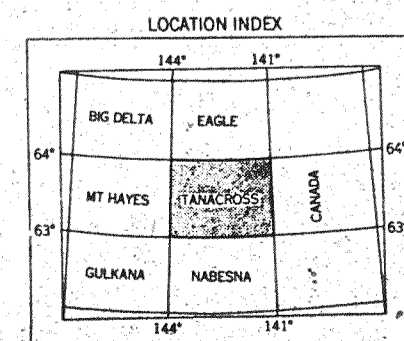 LOCATION INDEX
144° 141°
BIG DELTA EAGLE
64° 64°
MT HAYES TANACROSS CANADA
63° 63°
GULKANA NABESNA
144° 141°